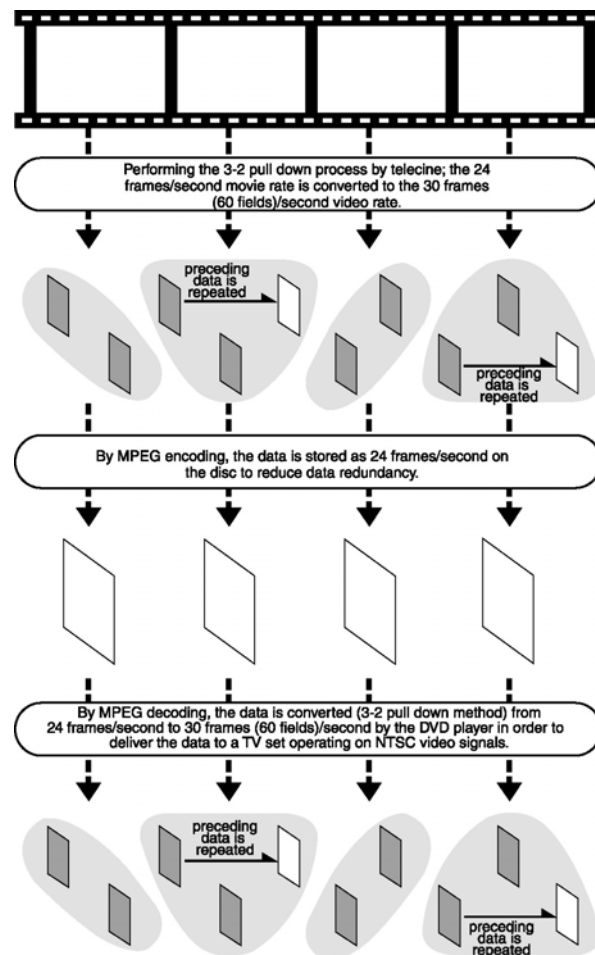 Performing the 3-2 pull down process by telecine; the 24
frames/second movie rate is converted to the 30 frames
(60 fields)/second video rate.
preceding
data is
repeated
preceding
data is
repeated
By MPEG encoding, the data is stored as 24 frames/second on
the disc to reduce data redundancy.
By MPEG decoding, the data is converted (3-2 pull down method) from
24 frames/second to 30 frames (60 fields)/second by the DVD player in order to
deliver the data to a TV set operating on NTSC video signals.
preceding
data is
repeated
preceding
data is
repeated